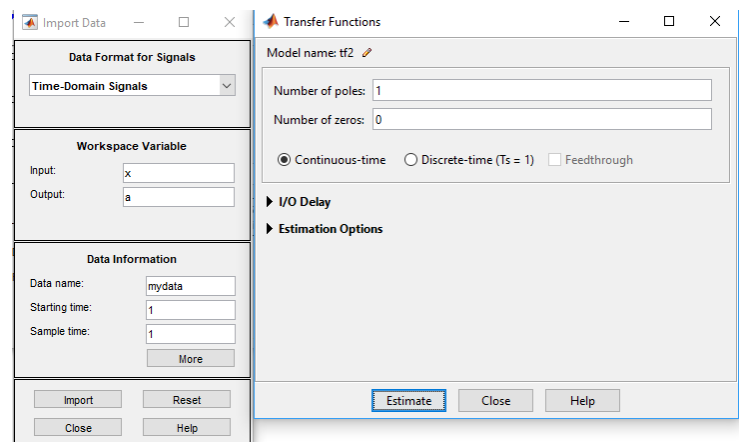 Import Data
Data Format for Signals
Time-Domain Signals
Workspace Variable
Input: x
Output: a
Data Information
Data name: mydata
Starting time: 1
Sample time: 1
More
Import Reset
Close Help
Transfer Functions
Model name: tf2
Number of poles: 1
Number of zeros: 0
Continuous-time Discrete-time (Ts = 1) Feedthrough
I/O Delay
Estimation Options
Estimate Close Help